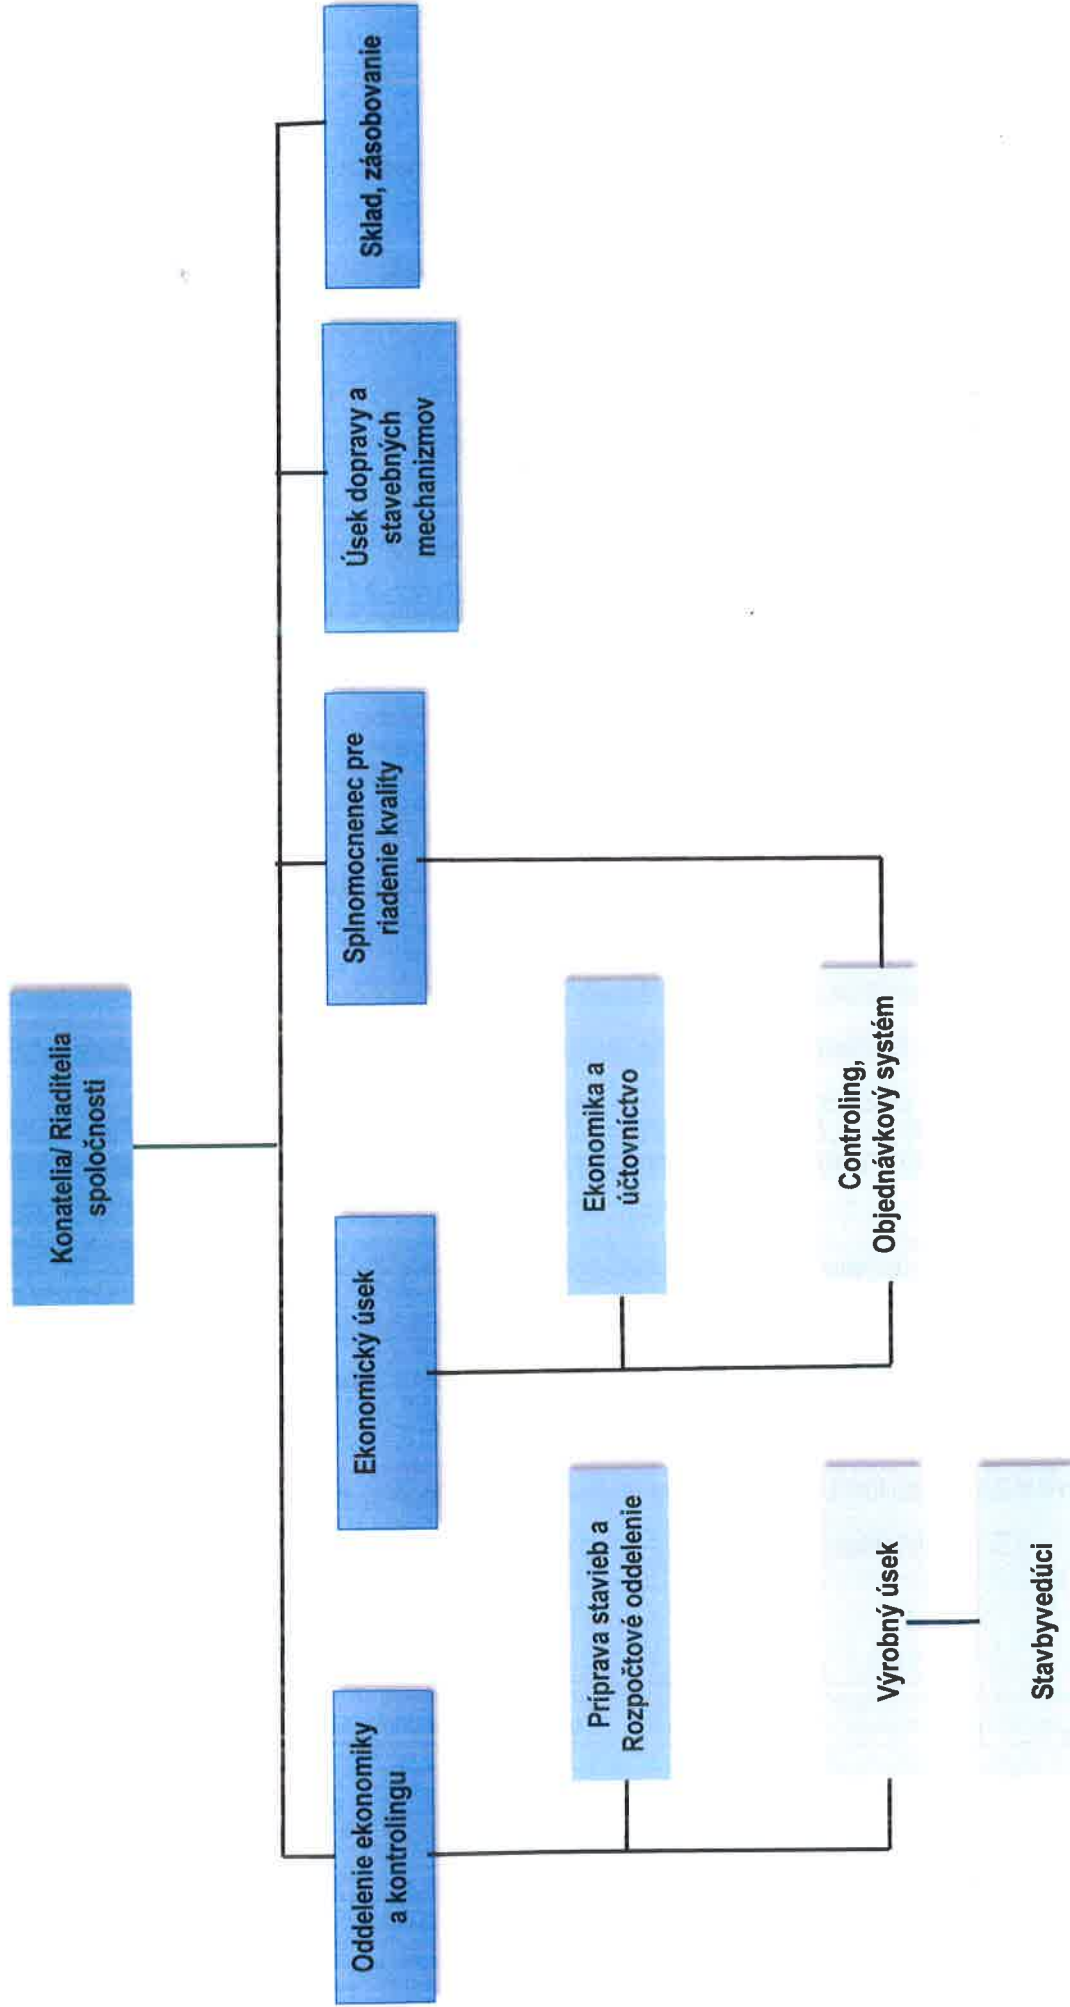 Konatelia/ Riaditelia
spoločnosti
Oddelenie ekonomiky
a kontrolingu
Ekonomický úsek
Splnomocnenec pre
riadenie kvality
Úsek dopravy a
stavebných
mechanizmov
Sklad, zásobovanie
Príprava stavieb a
Rozpočtové oddelenie
Ekonomika a
účtovníctvo
Výrobný úsek
Controling,
Objednávkový systém
Stavbyvedúci